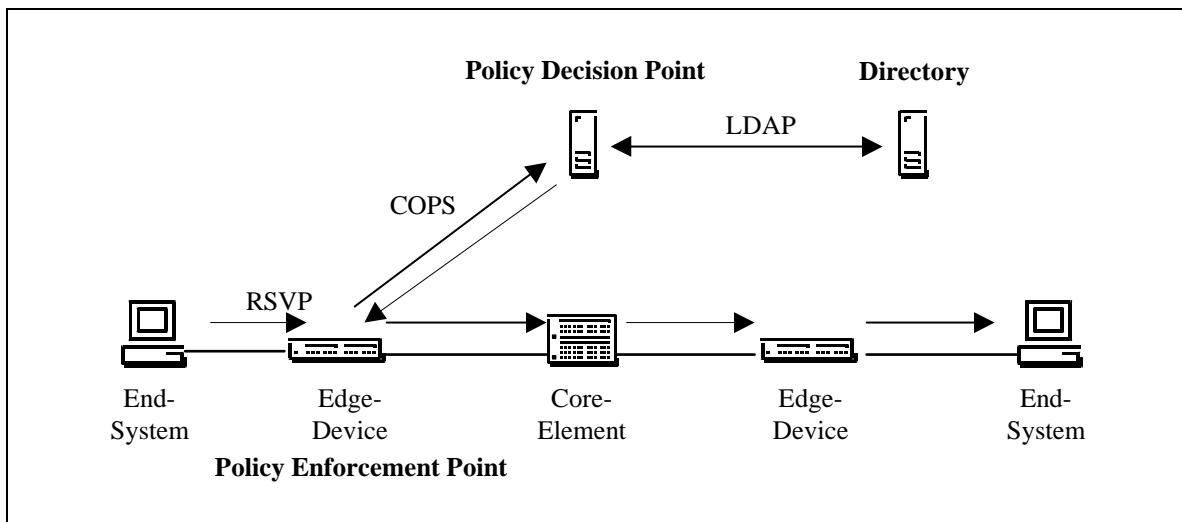 Policy Decision Point
Directory
LDAP
COPS
RSVP
End-
System
Edge-
Device
Core-
Element
Edge-
Device
End-
System
Policy Enforcement Point